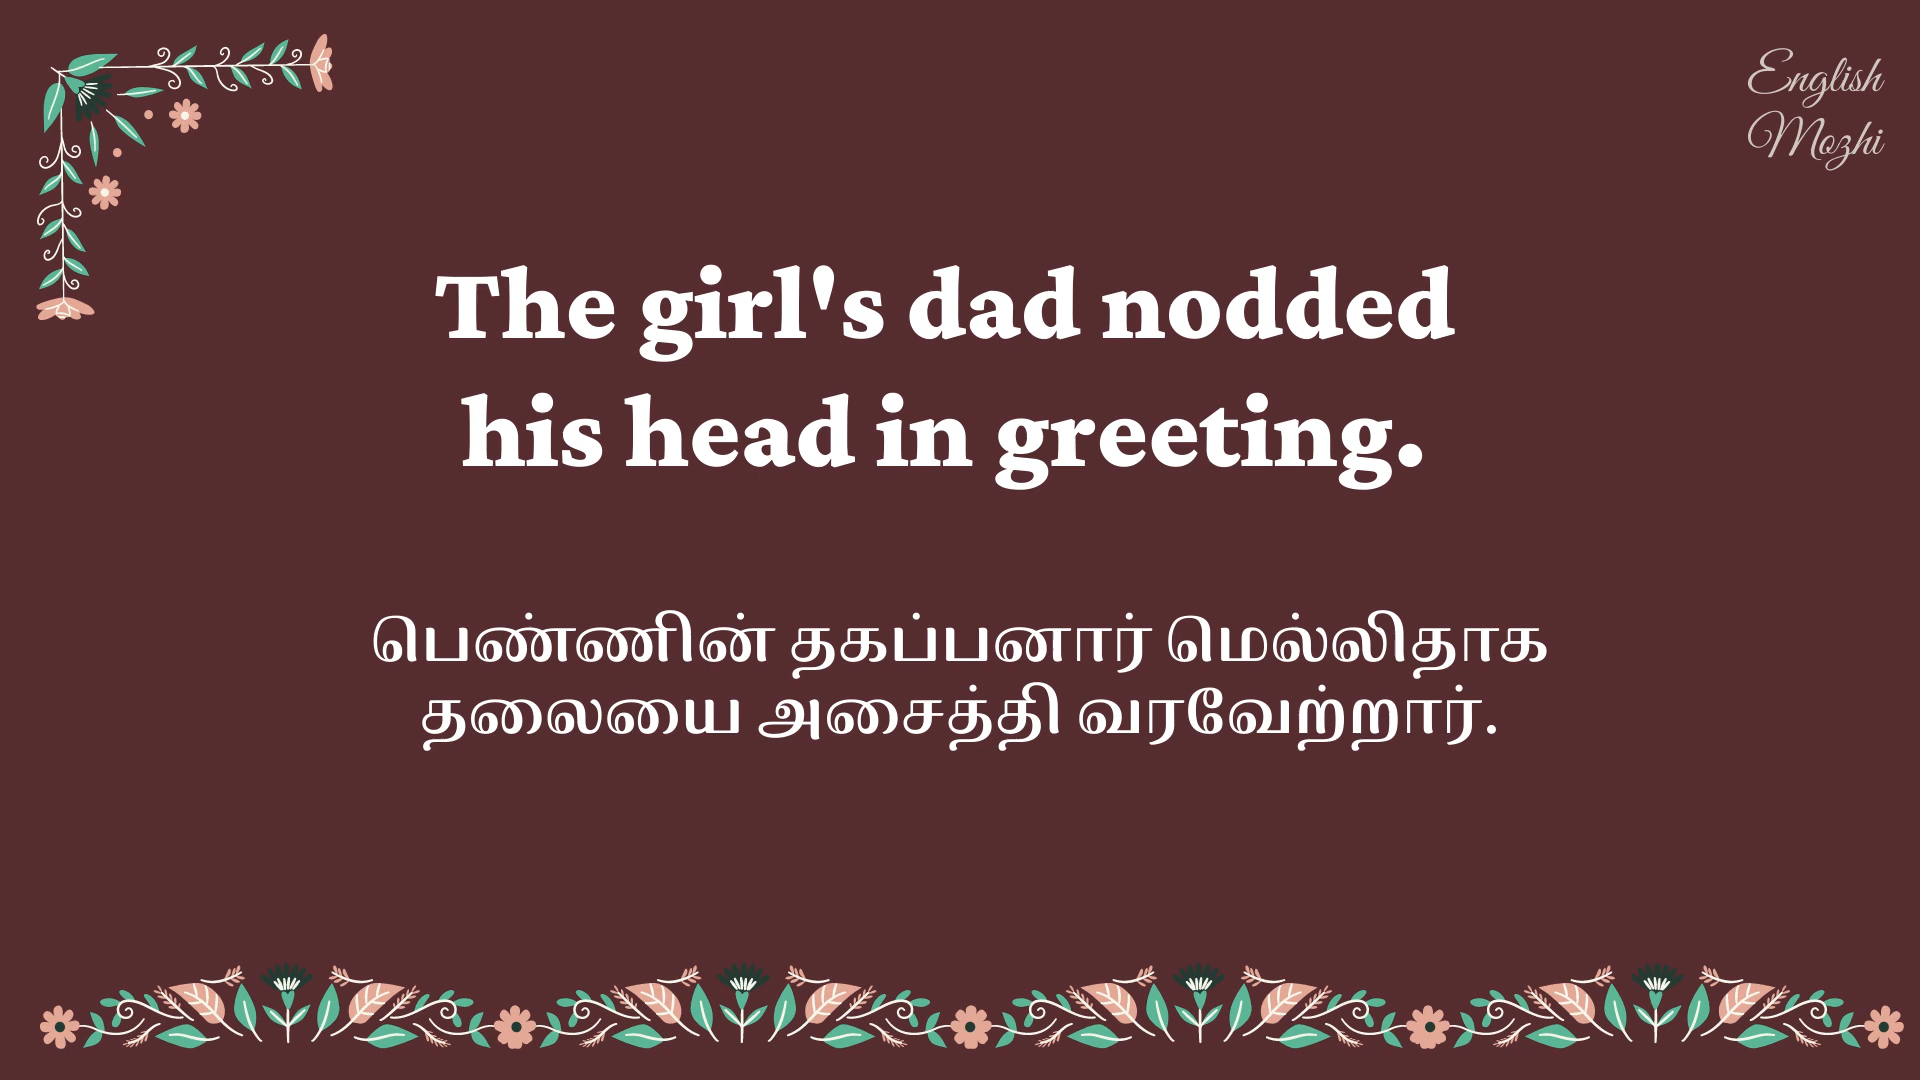 English
Mozhi
The girl's dad nodded
his head in greeting.
பெண்ணின் தகப்பனார் மெல்லிதாக
தலையை அசைத்தி வரவேற்றார்.